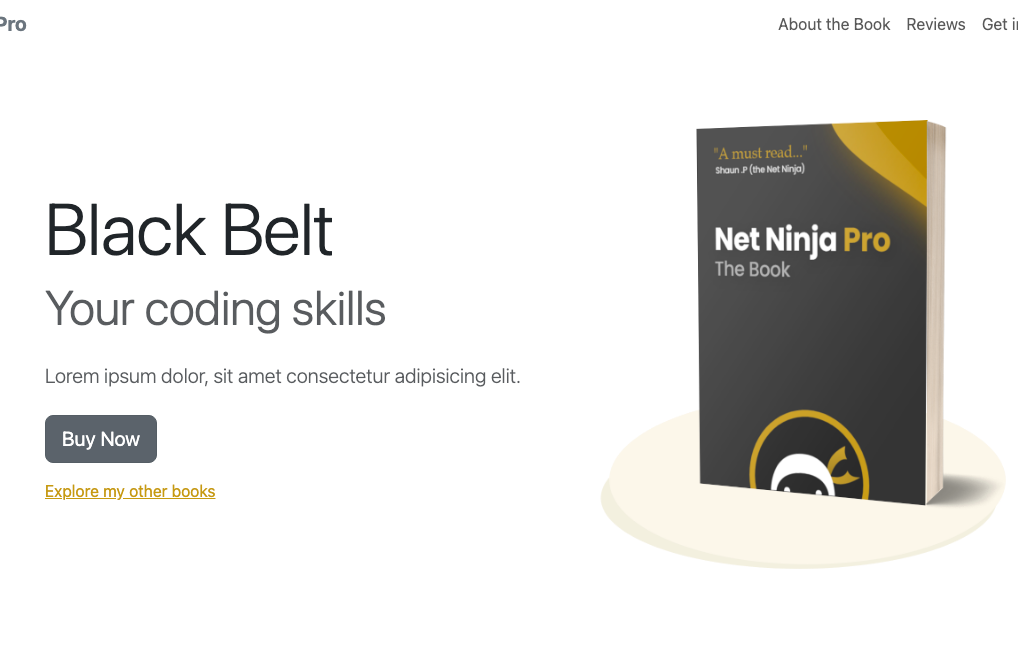 Pro
About the Book
Reviews
Get i
Black Belt
Your coding skills
Lorem ipsum dolor, sit amet consectetur adipisicing elit.
Buy Now
Explore my other books
"A must read..."
Shaun .P (the Net Ninja)
Net Ninja Pro
The Book